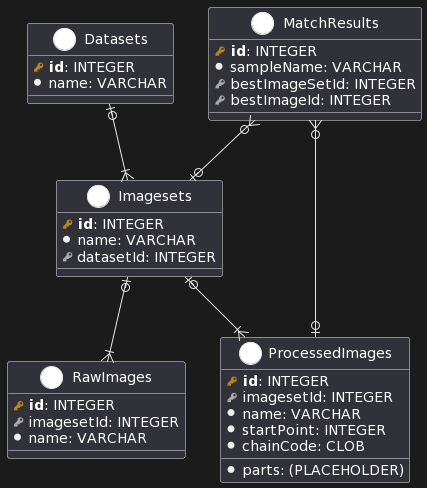 Datasets
id: INTEGER
name: VARCHAR
MatchResults
id: INTEGER
sampleName: VARCHAR
bestImageSetId: INTEGER
bestImageId: INTEGER
Imagesets
id: INTEGER
name: VARCHAR
datasetId: INTEGER
RawImages
id: INTEGER
imagesetId: INTEGER
name: VARCHAR
ProcessedImages
id: INTEGER
imagesetId: INTEGER
name: VARCHAR
startPoint: INTEGER
chainCode: CLOB
parts: (PLACEHOLDER)